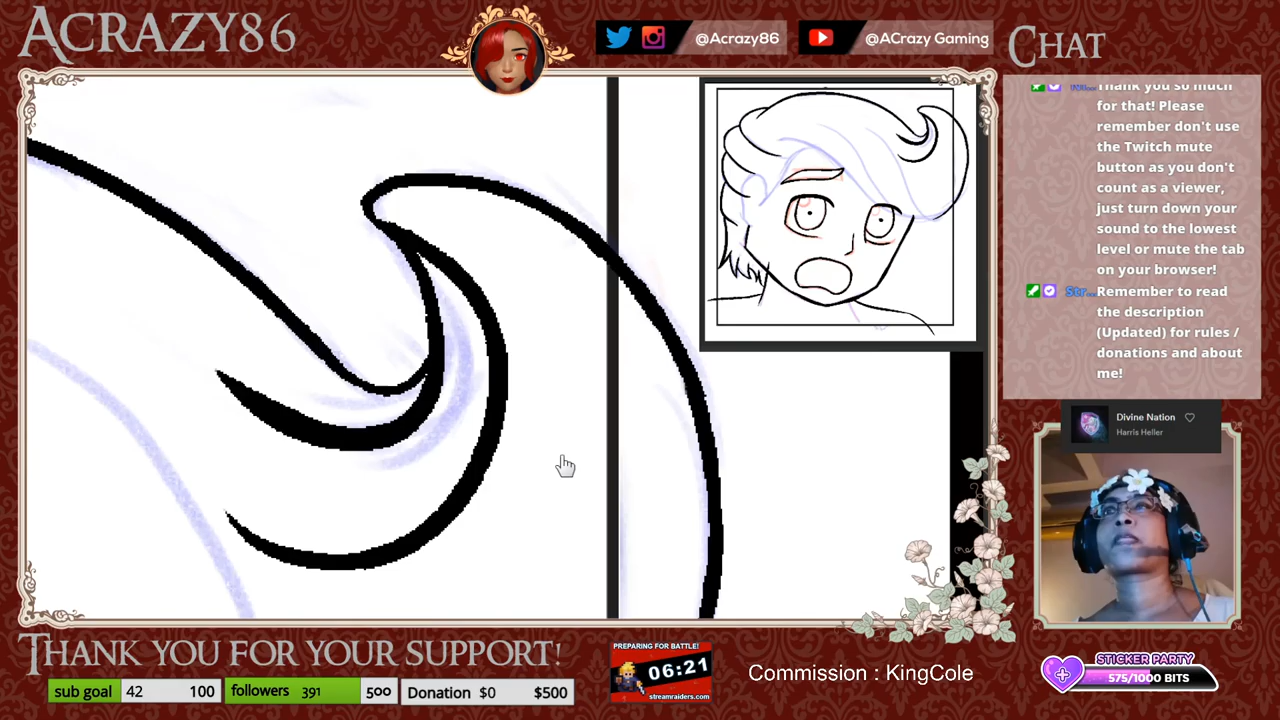 ACRAZY86
@Acrazy86
@ACrazy Gaming
CHAT
Thank you so much
for that! Please
remember don't use
the Twitch mute
button as you don't
count as a viewer,
just turn down your
sound to the lowest
level or mute the tab
on your browser!
Str... Remember to read
the description
(Updated) for rules /
donations and about
me!
Divine Nation
Harris Heller
THANK YOU FOR YOUR SUPPORT!
sub goal 42 100
followers 391 500
Donation $0 $500
PREPARING FOR BATTLE!
06:21
streamraiders.com
Commission : KingCole
STICKER PARTY
575/1000 BITS